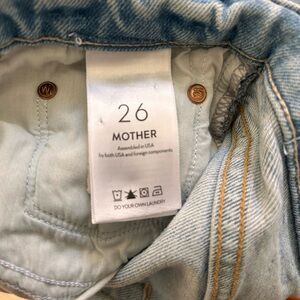 26
MOTHER
Assembled in USA
by both USA and foreign components
DO YOUR OWN LAUNDRY